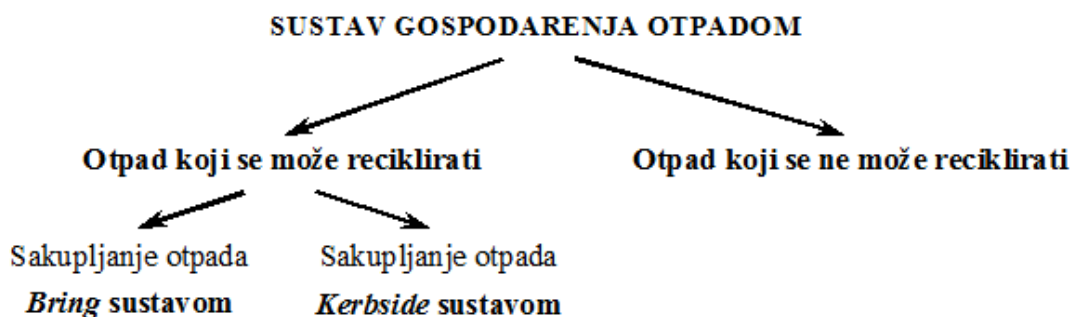 SUSTAV GOSPODARENJA OTPADOM
Otpad koji se može reciklirati
Otpad koji se ne može reciklirati
Sakupljanje otpada
Bring sustavom
Sakupljanje otpada
Kerbside sustavom